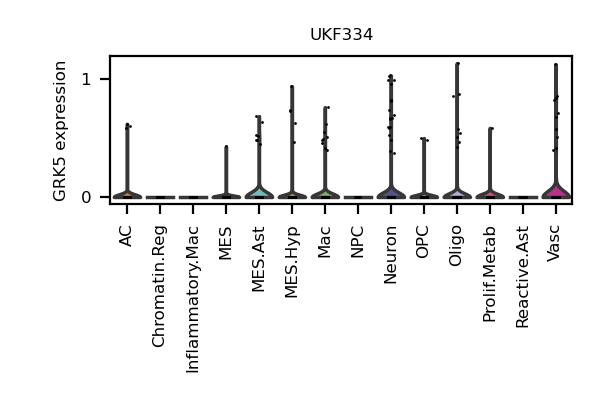 UKF334
GRK5 expression
1
0
AC
Chromatin.Reg
Inflammatory.Mac
MES
MES.Ast
MES.Hyp
Mac
NPC
Neuron
OPC
Oligo
Prolif.Metab
Reactive.Ast
Vasc